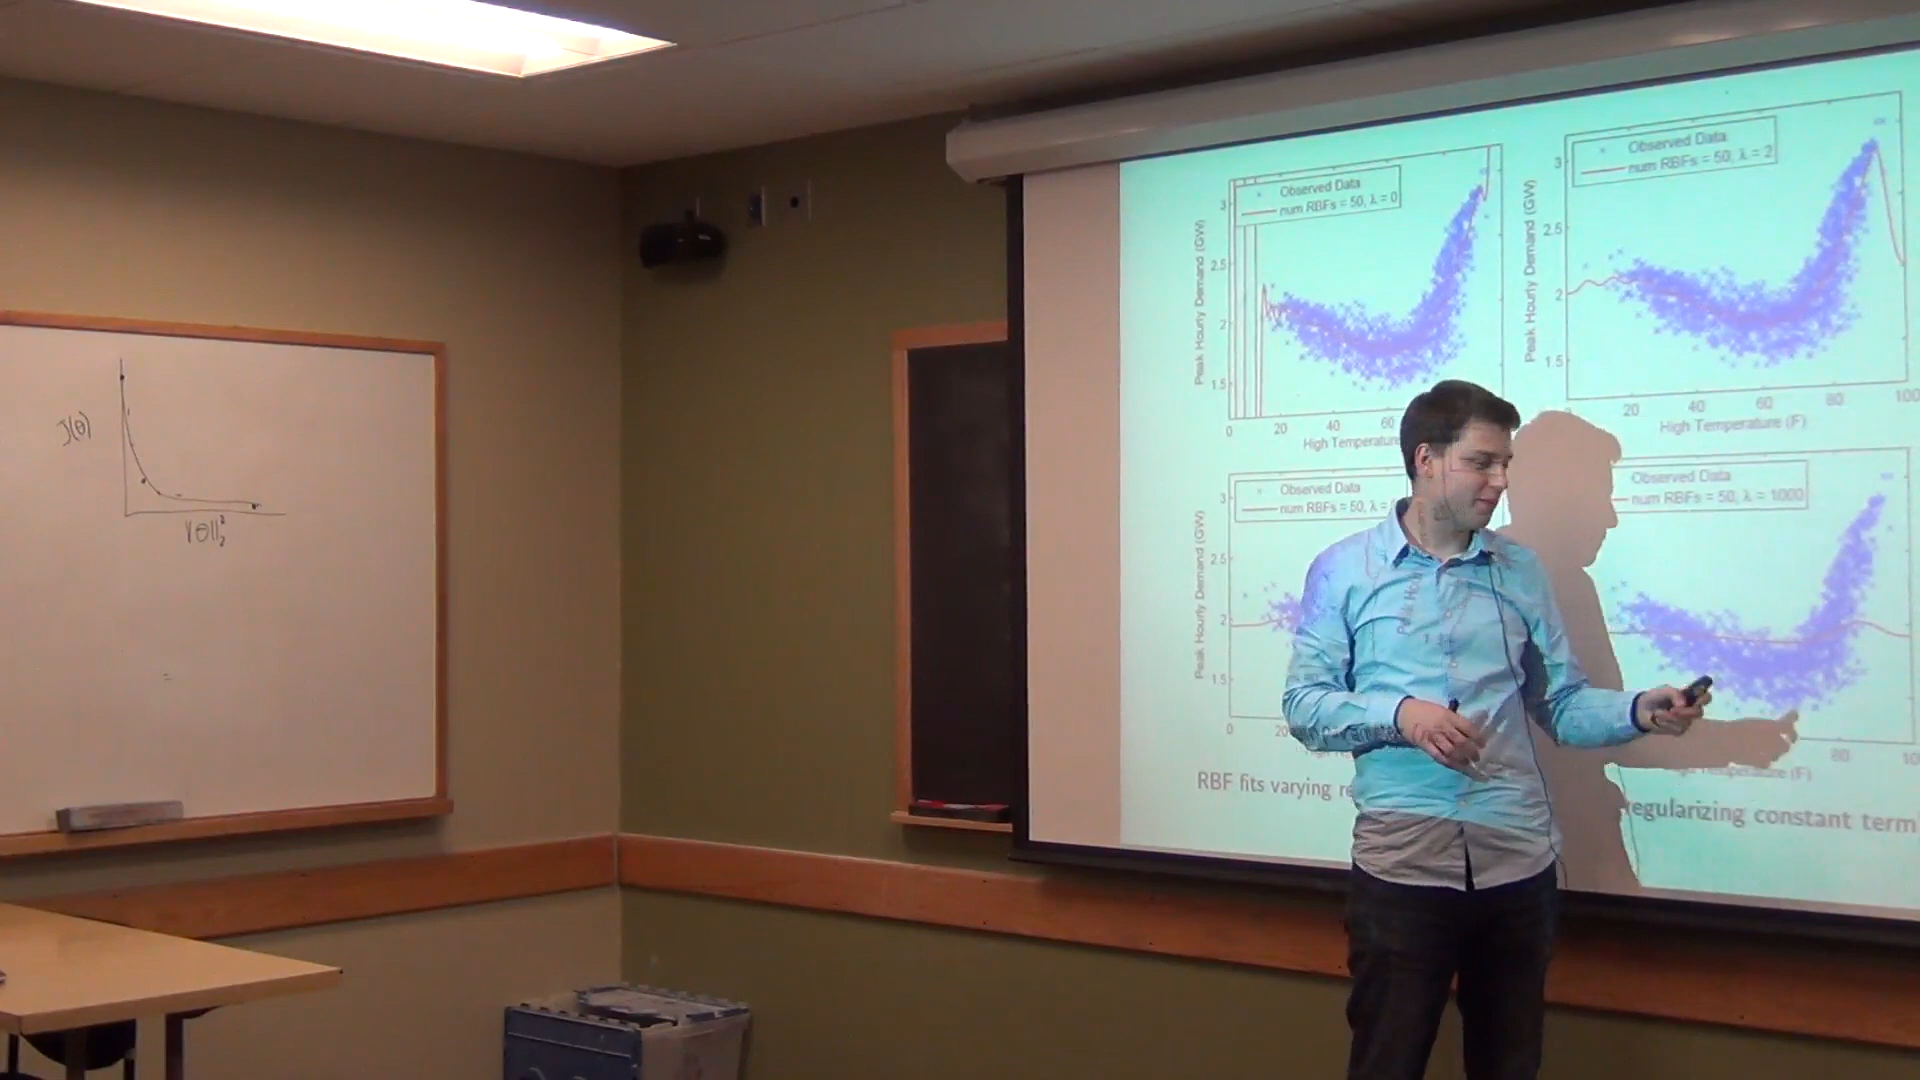 J(θ)
Observed Data
num RBFs = 50, λ = 0
Peak Hourly Demand (GW)
3
2.5
2
1.5
0
20
40
60
High Temperature
Observed Data
num RBFs = 50, λ = 2
Peak Hourly Demand (GW)
3
2.5
2
1.5
20
40
60
80
100
High Temperature (F)
Observed Data
num RBFs = 50, λ =
Peak Hourly Demand (GW)
3
2.5
2
1.5
0
Observed Data
num RBFs = 50, λ = 1000
80
Temperature (F)
RBF fits varying
regularizing constant term